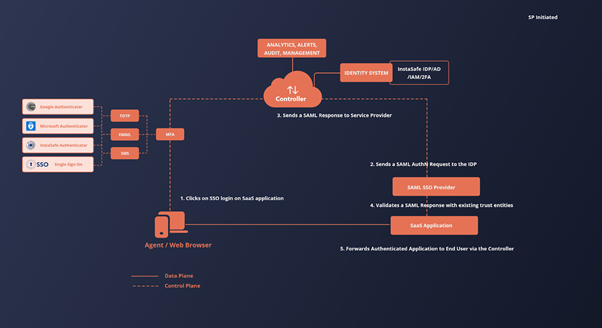 SP Initiated
ANALYTICS, ALERTS,
AUDIT, MANAGEMENT
IDENTITY SYSTEM
InstaSafe IDP/AD
/IAM/2FA
Controller
3. Sends a SAML Response to Service Provider
Google Authenticator
Microsoft Authenticator
InstaSafe Authenticator
SSO Single-Sign-On
TOTP
EMAIL
SMS
MFA
2. Sends a SAML AuthN Request to the IDP
SAML SSO Provider
1. Clicks on SSO login on SaaS application
4. Validates a SAML Response with existing trust entities
SaaS Application
Agent / Web Browser
5. Forwards Authenticated Application to End User via the Controller
Data Plane
Control Plane